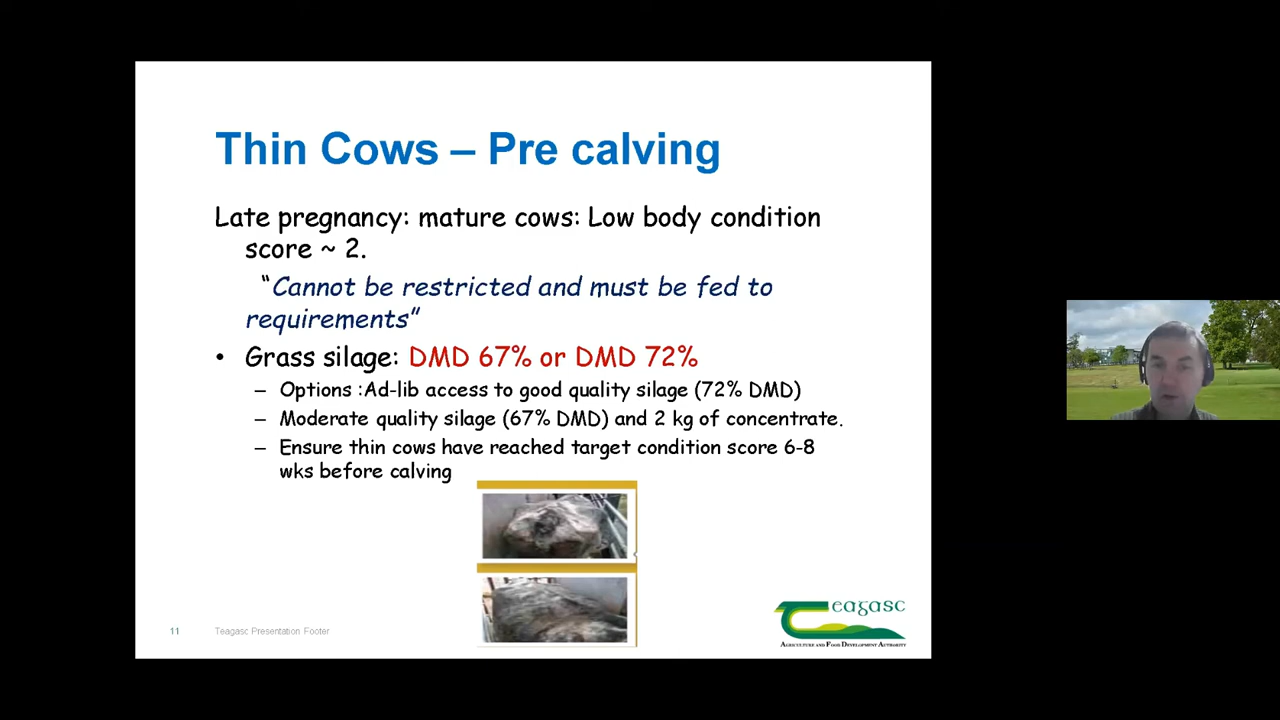 Thin Cows – Pre calving
Late pregnancy: mature cows: Low body condition
score ~ 2.
“Cannot be restricted and must be fed to
requirements”
• Grass silage: DMD 67% or DMD 72%
– Options :Ad-lib access to good quality silage (72% DMD)
– Moderate quality silage (67% DMD) and 2 kg of concentrate.
– Ensure thin cows have reached target condition score 6-8
wks before calving
11 Teagasc Presentation Footer
Teagasc
Agriculture and Food Development Authority